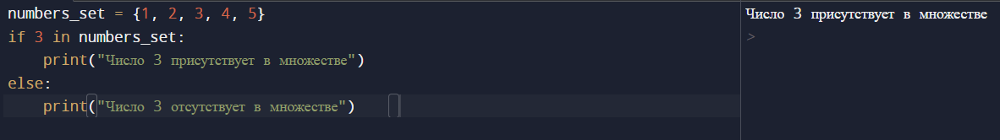 numbers_set = {1, 2, 3, 4, 5}
if 3 in numbers_set:
    print("Число 3 присутствует в множестве")
else:
    print("Число 3 отсутствует в множестве")
Число 3 присутствует в множестве
>